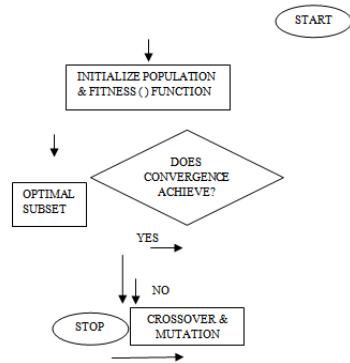 START
INITIALIZE POPULATION
& FITNESS ( ) FUNCTION
DOES
CONVERGENCE
ACHIEVE?
OPTIMAL
SUBSET
YES
NO
STOP
CROSSOVER &
MUTATION